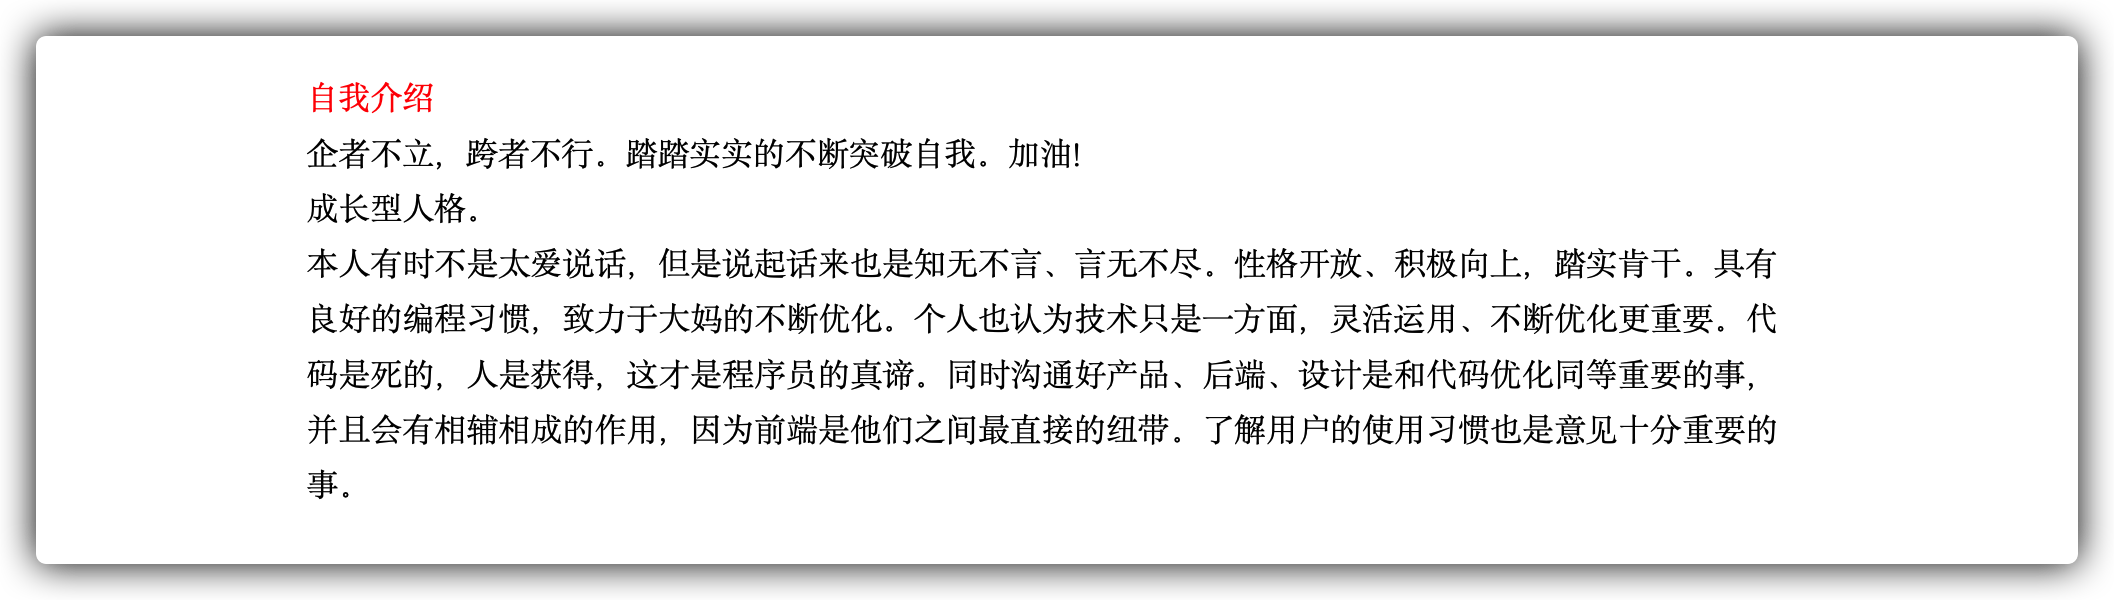 自我介绍
企者不立，跨者不行。踏踏实实的不断突破自我。加油!
成长型人格。
本人有时不是太爱说话，但是说起话来也是知无不言、言无不尽。性格开放、积极向上，踏实肯干。具有
良好的编程习惯，致力于大妈的不断优化。个人也认为技术只是一方面，灵活运用、不断优化更重要。代
码是死的，人是获得，这才是程序员的真谛。同时沟通好产品、后端、设计是和代码优化同等重要的事，
并且会有相辅相成的作用，因为前端是他们之间最直接的纽带。了解用户的使用习惯也是意见十分重要的
事。